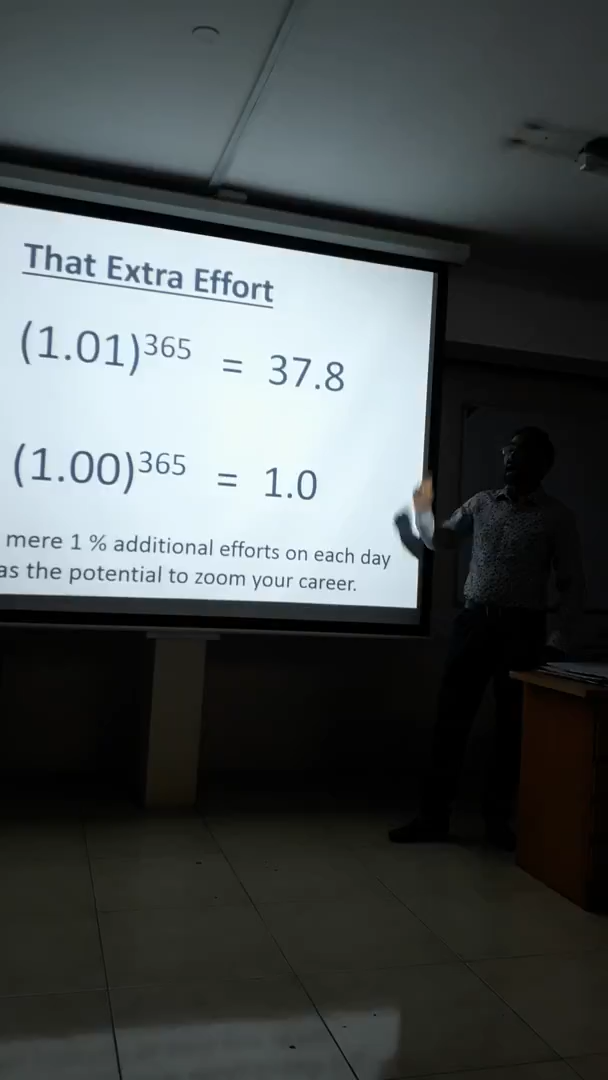 That Extra Effort
(1.01)³⁶⁵ = 37.8
(1.00)³⁶⁵ = 1.0
mere 1 % additional efforts on each day
as the potential to zoom your career.